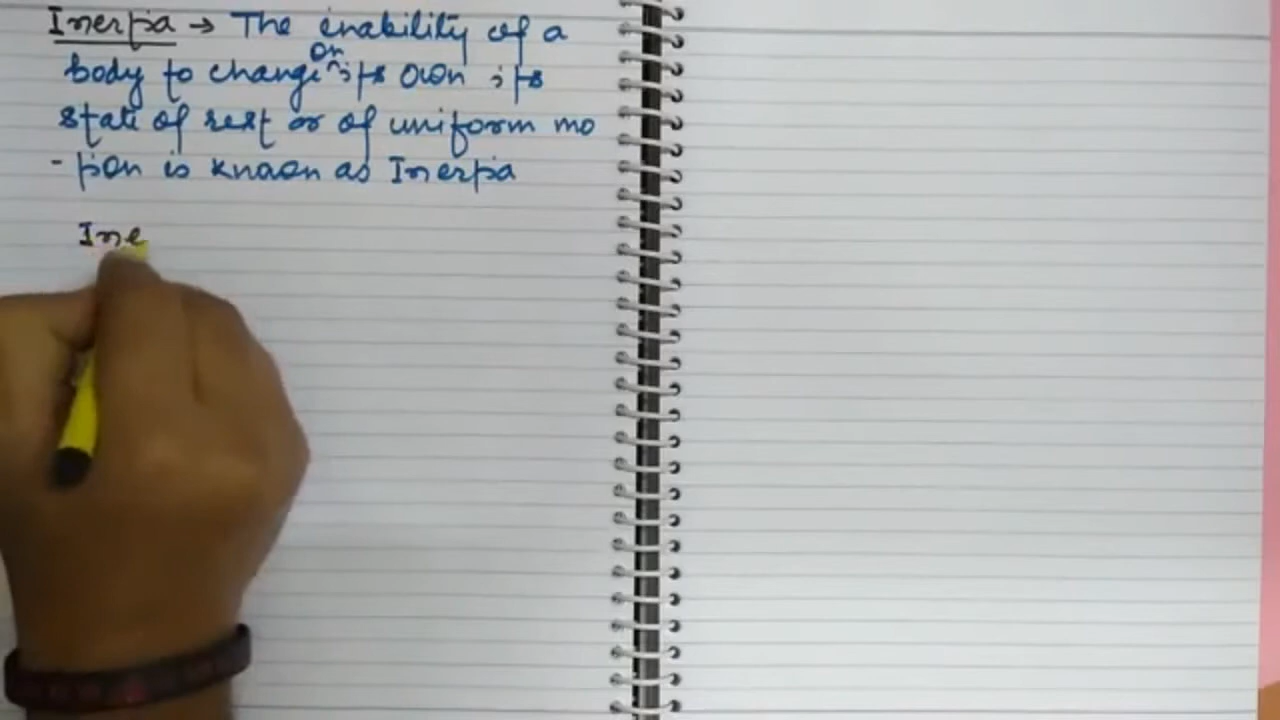 Inertia → The inability of a
body to change on its own its
state of rest or of uniform mo
-tion is knaon as Inertia
Ine